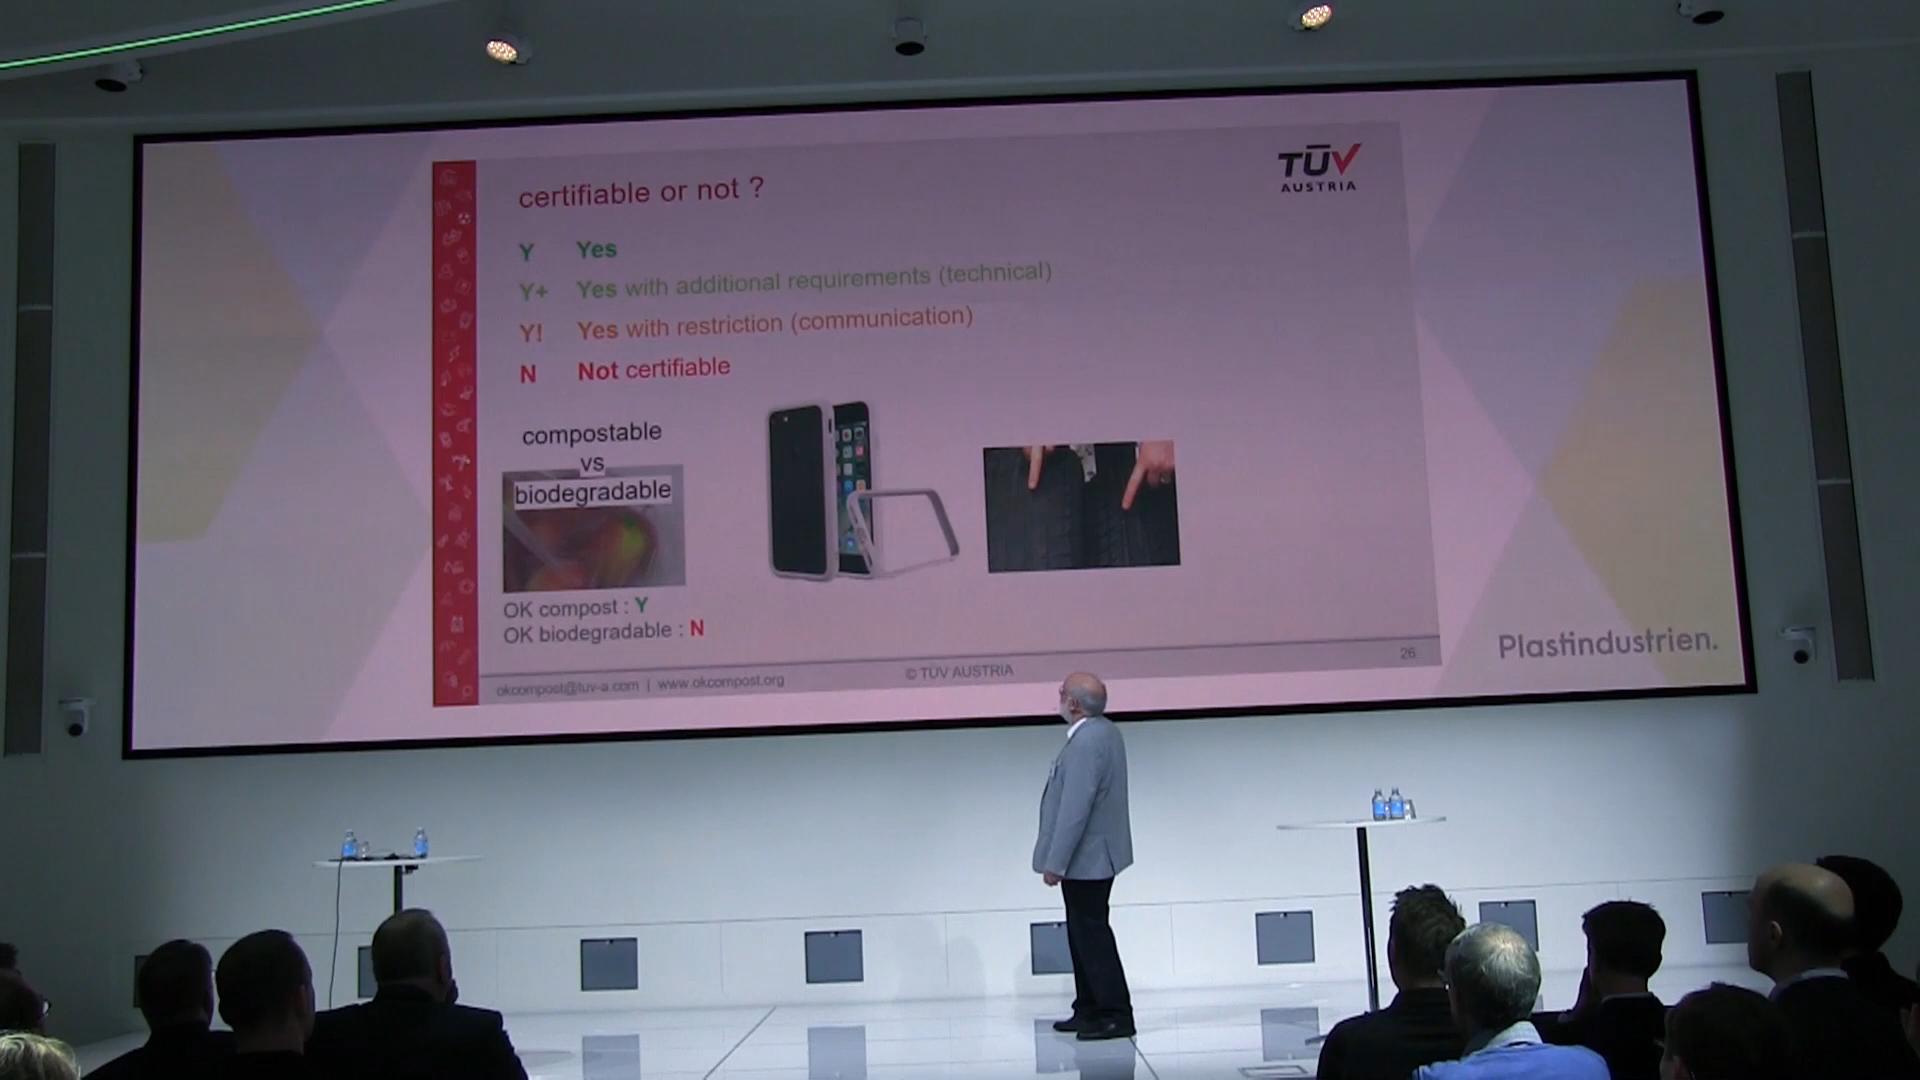 TÜV
AUSTRIA
certifiable or not ?
Y Yes
Y+ Yes with additional requirements (technical)
Y! Yes with restriction (communication)
N Not certifiable
compostable
vs
biodegradable
OK compost : Y
OK biodegradable : N
okcompost@tuv-a.com | www.okcompost.org
© TÜV AUSTRIA
26
Plastindustrien.